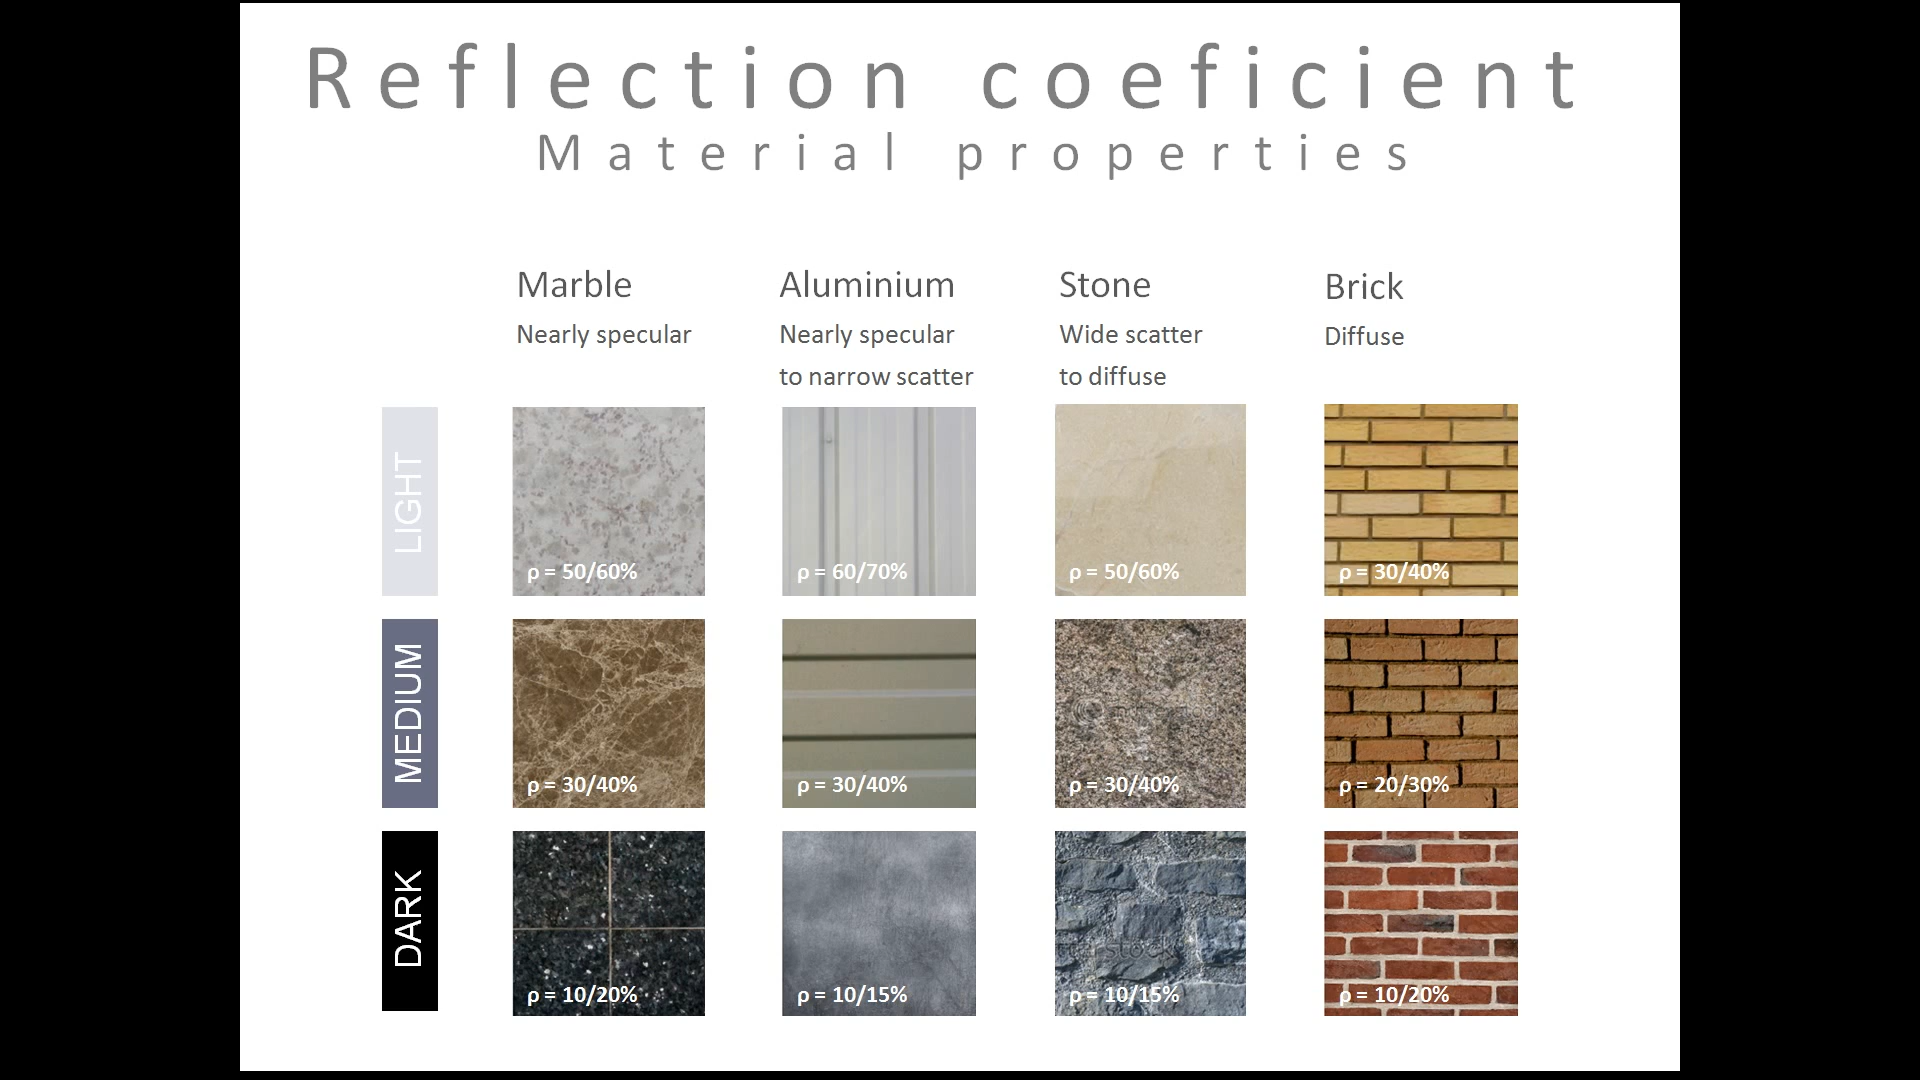 Reflection coeficient
Material properties
Marble
Nearly specular
Aluminium
Nearly specular
to narrow scatter
Stone
Wide scatter
to diffuse
Brick
Diffuse
LIGHT
ρ = 50/60%
ρ = 60/70%
ρ = 50/60%
ρ = 30/40%
MEDIUM
ρ = 30/40%
ρ = 30/40%
ρ = 30/40%
ρ = 20/30%
DARK
ρ = 10/20%
ρ = 10/15%
ρ = 10/15%
ρ = 10/20%